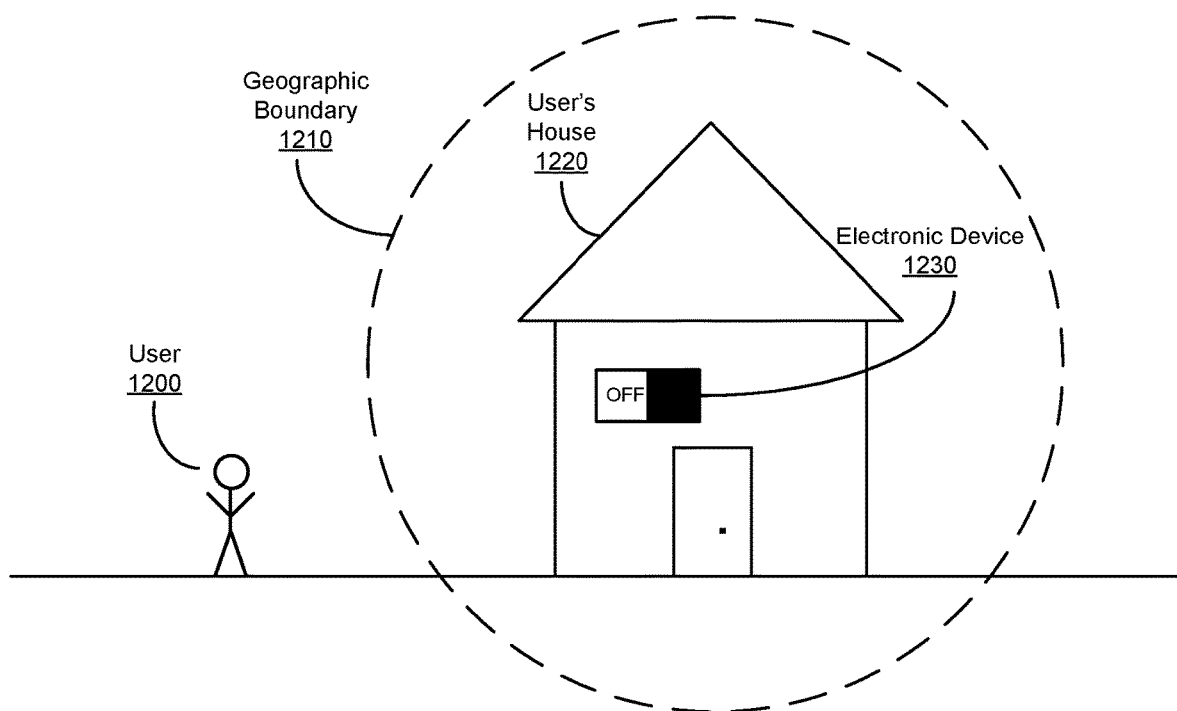 Geographic
Boundary
1210
User's
House
1220
Electronic Device
1230
User
1200
OFF